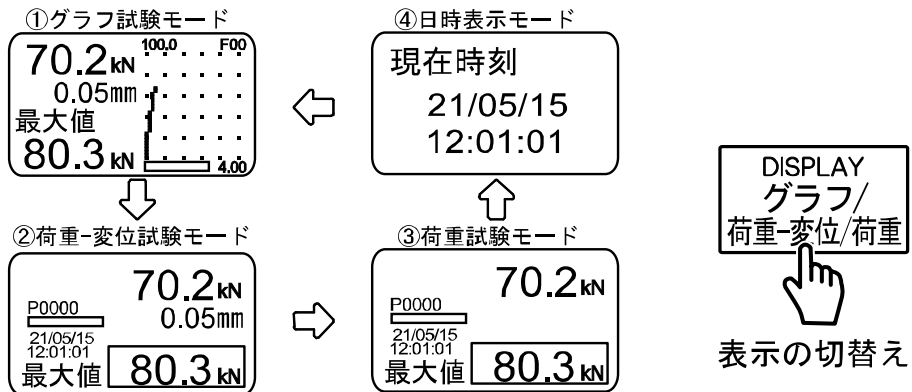 ①グラフ試験モード
70.2kN
0.05mm
最大値
80.3kN
100.0
F00
4.00
④日時表示モード
現在時刻
21/05/15
12:01:01
②荷重-変位試験モード
70.2kN
0.05mm
P0000
21/05/15
12:01:01
最大値 80.3kN
③荷重試験モード
70.2kN
P0000
21/05/15
12:01:01
最大値 80.3kN
DISPLAY
グラフ/
荷重-変位/荷重
表示の切替え